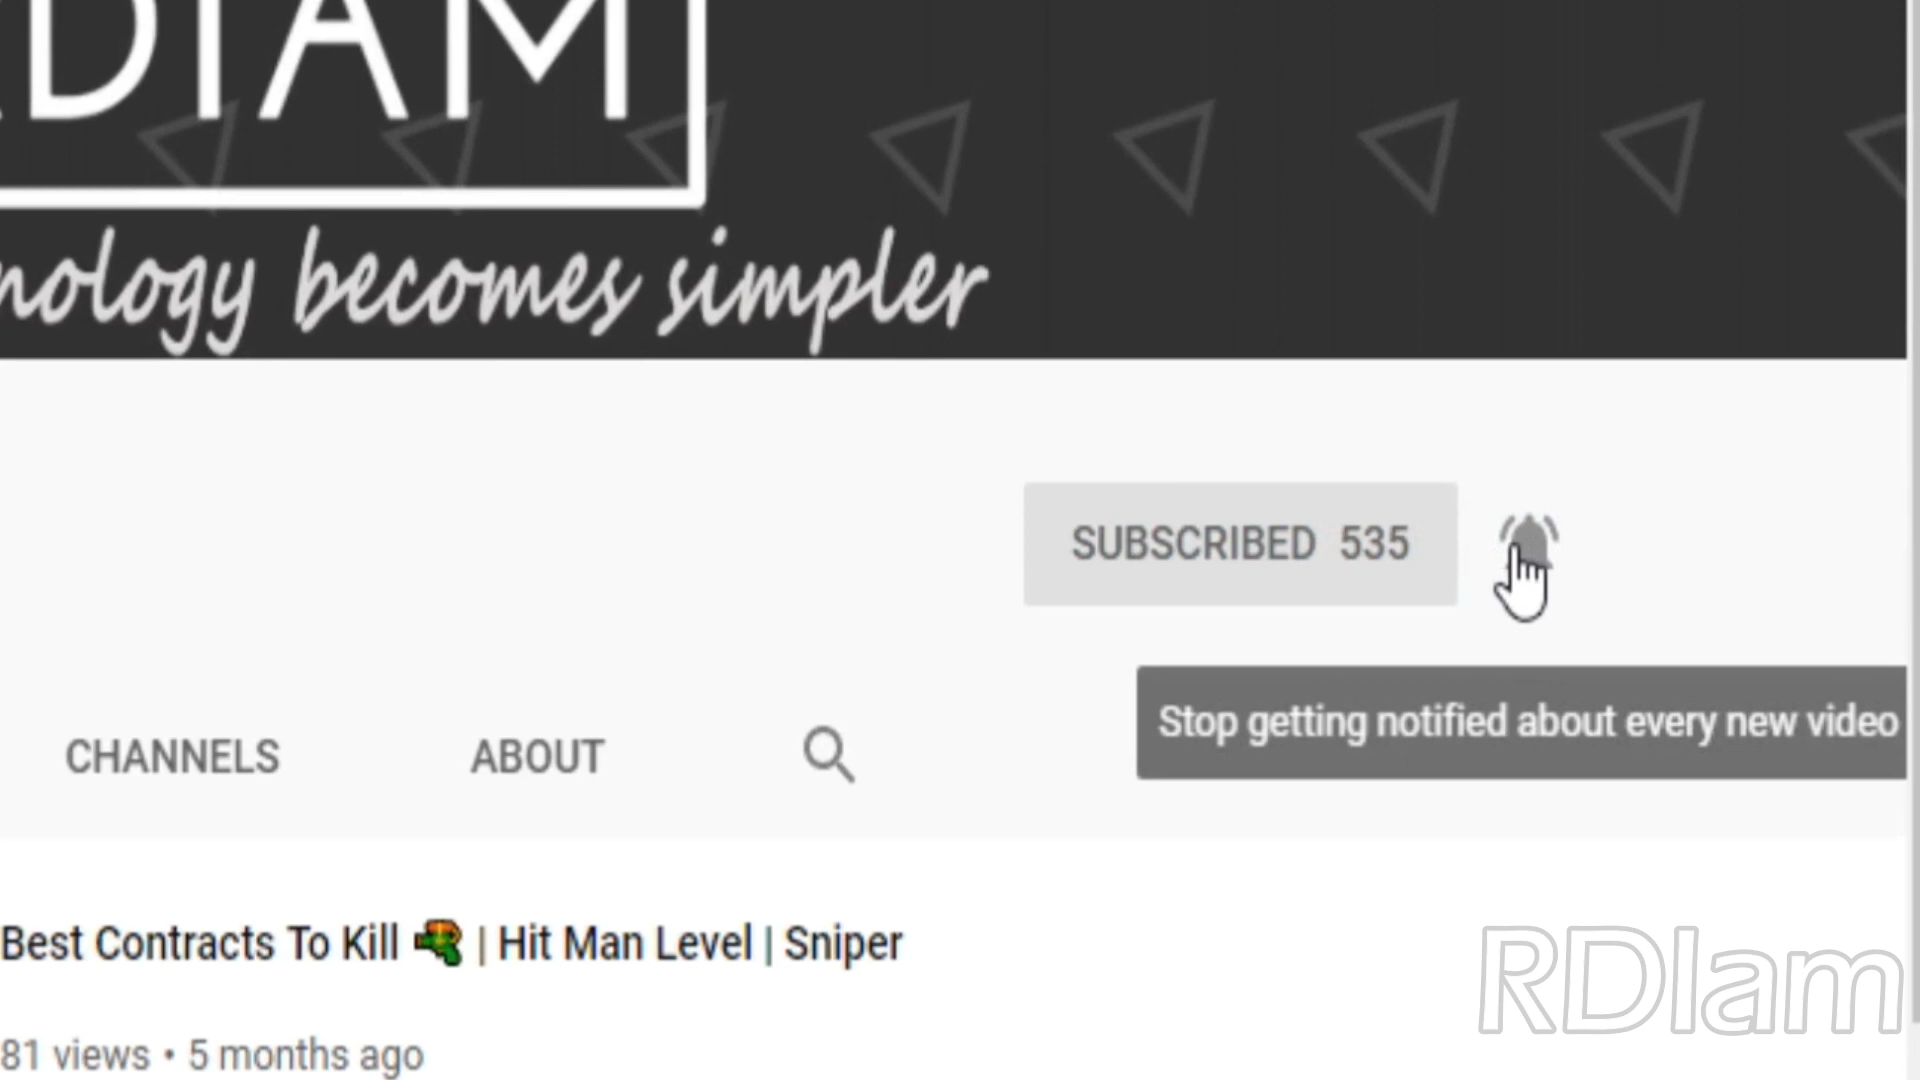 DIAM
nology becomes simpler
SUBSCRIBED 535
Stop getting notified about every new video
CHANNELS ABOUT
Best Contracts To Kill 🔫 | Hit Man Level | Sniper
81 views • 5 months ago
RDIam